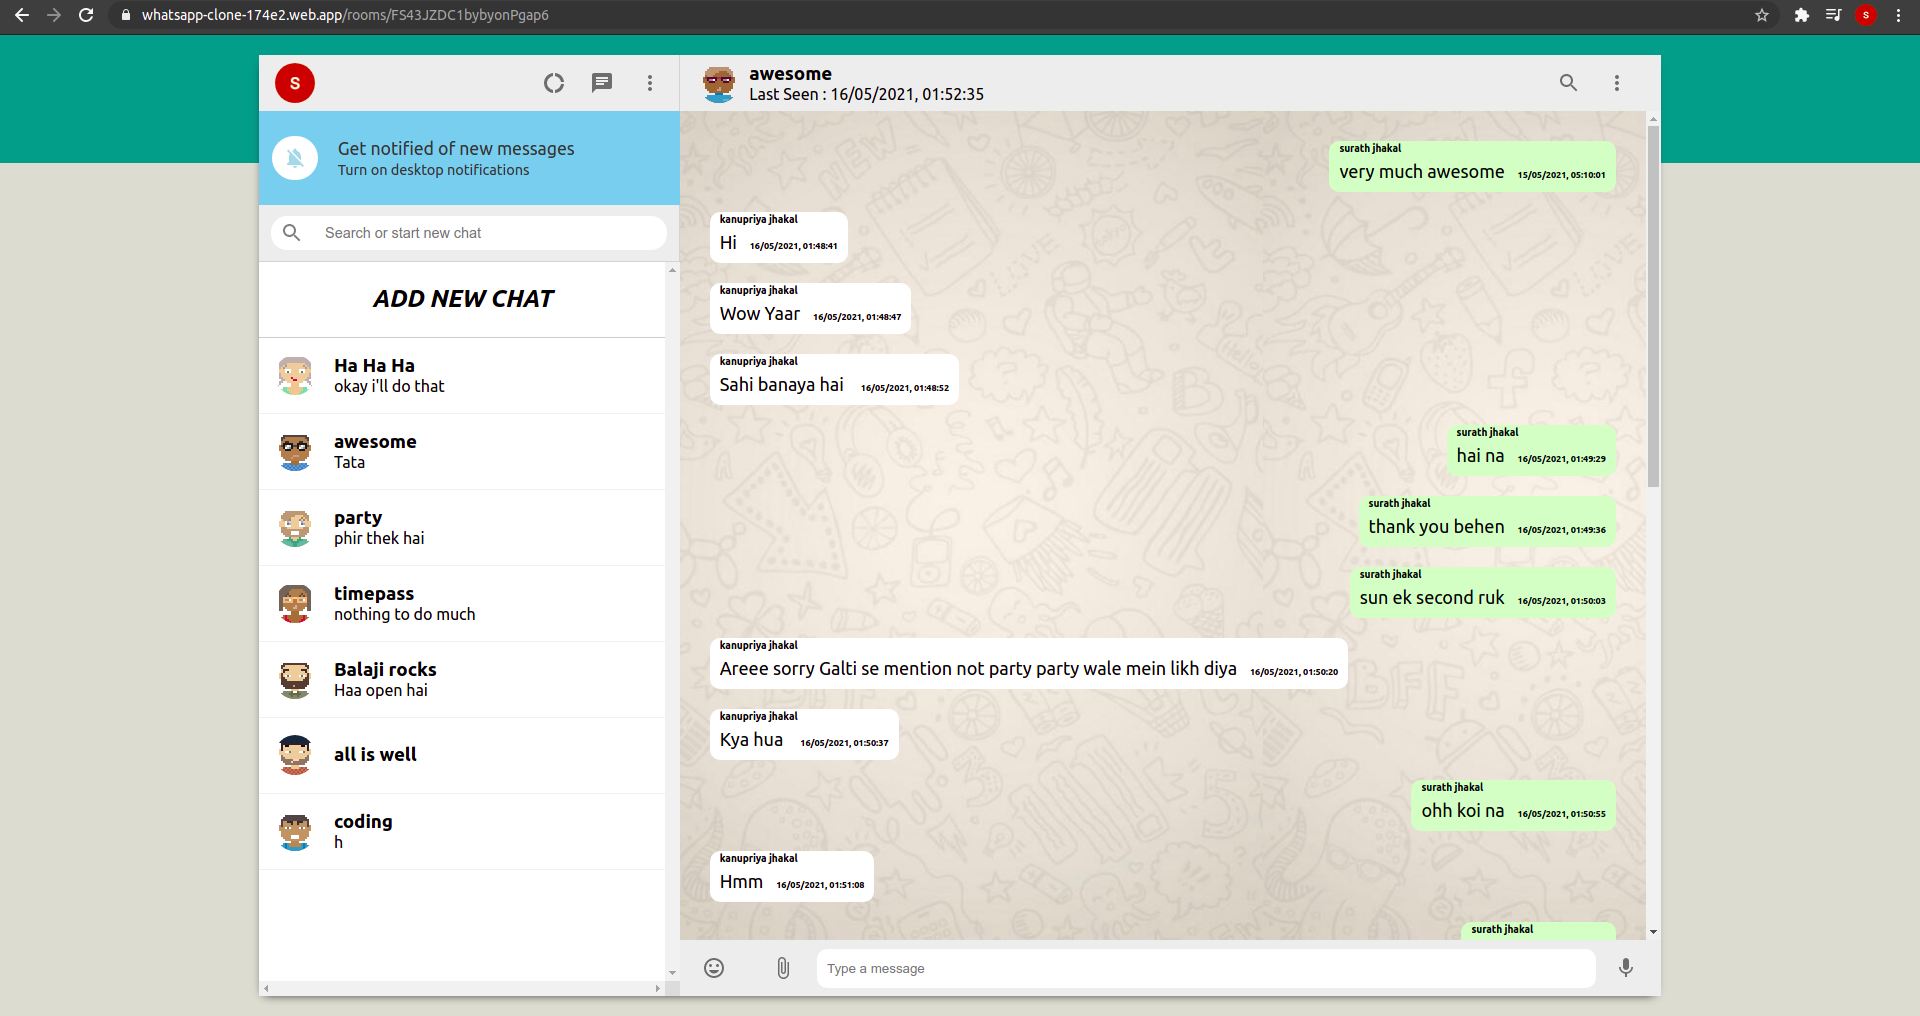 whatsapp-clone-174e2.web.app/rooms/FS43JZDC1bybyonPgap6
S
S
Get notified of new messages
Turn on desktop notifications
Search or start new chat
ADD NEW CHAT
Ha Ha Ha
okay i'll do that
awesome
Tata
party
phir thek hai
timepass
nothing to do much
Balaji rocks
Haa open hai
all is well
coding
h
awesome
Last Seen : 16/05/2021, 01:52:35
surath jhakal
very much awesome 15/05/2021, 05:10:01
kanupriya jhakal
Hi 16/05/2021, 01:48:41
kanupriya jhakal
Wow Yaar 16/05/2021, 01:48:47
kanupriya jhakal
Sahi banaya hai 16/05/2021, 01:48:52
surath jhakal
hai na 16/05/2021, 01:49:29
surath jhakal
thank you behen 16/05/2021, 01:49:36
surath jhakal
sun ek second ruk 16/05/2021, 01:50:03
kanupriya jhakal
Areee sorry Galti se mention not party party wale mein likh diya 16/05/2021, 01:50:20
kanupriya jhakal
Kya hua 16/05/2021, 01:50:37
surath jhakal
ohh koi na 16/05/2021, 01:50:55
kanupriya jhakal
Hmm 16/05/2021, 01:51:08
surath jhakal
Type a message